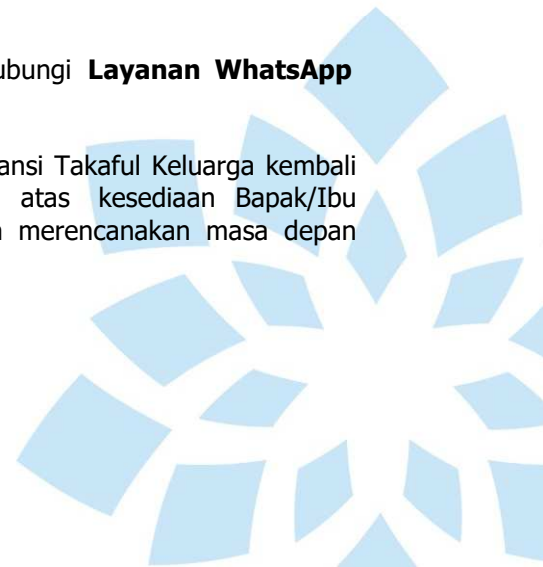 ubungi Layanan WhatsApp
ansi Takaful Keluarga kembali
atas kesediaan Bapak/Ibu
merencanakan masa depan